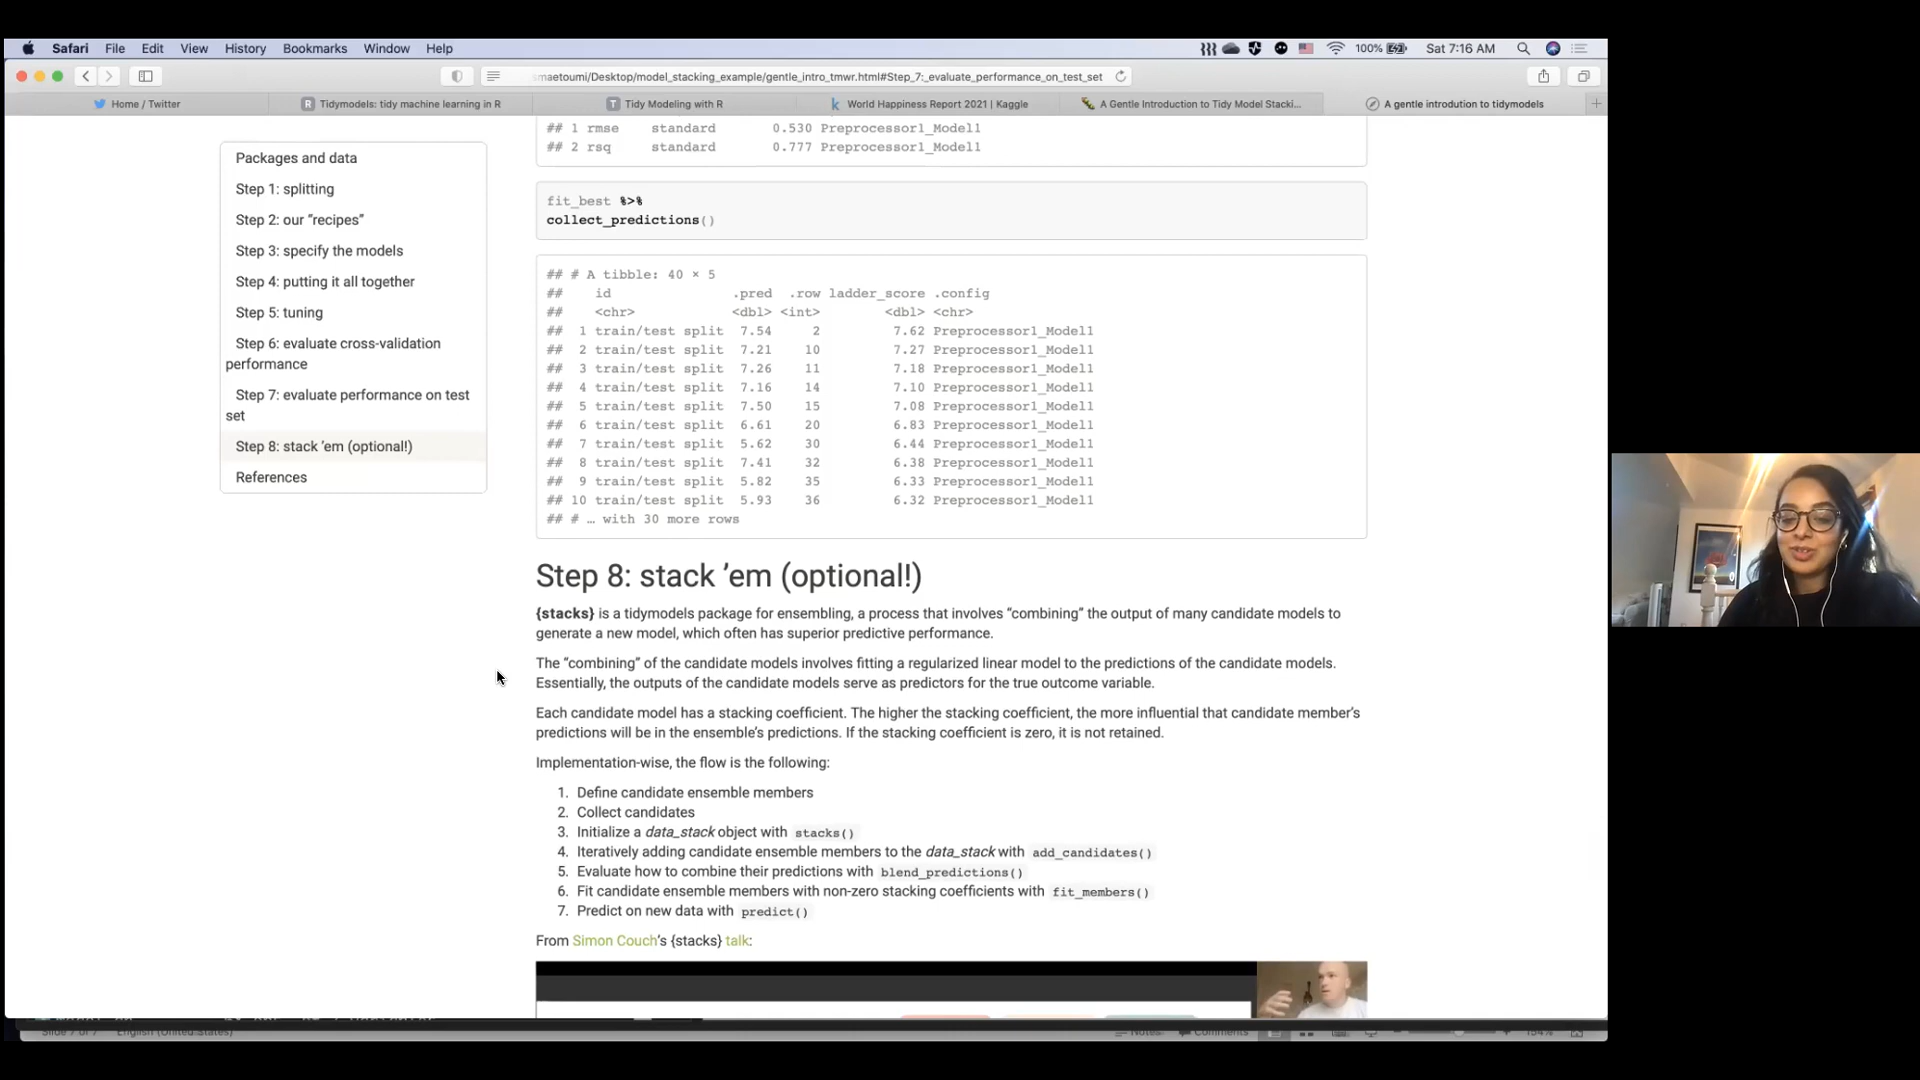 Safari File Edit View History Bookmarks Window Help 100% Sat 7:16 AM
smaetoumi/Desktop/model_stacking_example/gentle_intro_tmwr.html#Step_7:_evaluate_performance_on_test_set
Home / Twitter Tidymodels: tidy machine learning in R Tidy Modeling with R World Happiness Report 2021 | Kaggle A Gentle Introduction to Tidy Model Stacki... A gentle introdution to tidymodels
Packages and data
Step 1: splitting
Step 2: our “recipes”
Step 3: specify the models
Step 4: putting it all together
Step 5: tuning
Step 6: evaluate cross-validation
performance
Step 7: evaluate performance on test
set
Step 8: stack ’em (optional!)
References
## 1 rmse standard 0.530 Preprocessor1_Model1
## 2 rsq standard 0.777 Preprocessor1_Model1
fit_best %>%
collect_predictions()
## # A tibble: 40 × 5
## id .pred .row ladder_score .config
## <chr> <dbl> <int> <dbl> <chr>
## 1 train/test split 7.54 2 7.62 Preprocessor1_Model1
## 2 train/test split 7.21 10 7.27 Preprocessor1_Model1
## 3 train/test split 7.26 11 7.18 Preprocessor1_Model1
## 4 train/test split 7.16 14 7.10 Preprocessor1_Model1
## 5 train/test split 7.50 15 7.08 Preprocessor1_Model1
## 6 train/test split 6.61 20 6.83 Preprocessor1_Model1
## 7 train/test split 5.62 30 6.44 Preprocessor1_Model1
## 8 train/test split 7.41 32 6.38 Preprocessor1_Model1
## 9 train/test split 5.82 35 6.33 Preprocessor1_Model1
## 10 train/test split 5.93 36 6.32 Preprocessor1_Model1
## # … with 30 more rows
Step 8: stack ’em (optional!)
{stacks} is a tidymodels package for ensembling, a process that involves “combining” the output of many candidate models to
generate a new model, which often has superior predictive performance.
The “combining” of the candidate models involves fitting a regularized linear model to the predictions of the candidate models.
Essentially, the outputs of the candidate models serve as predictors for the true outcome variable.
Each candidate model has a stacking coefficient. The higher the stacking coefficient, the more influential that candidate member’s
predictions will be in the ensemble’s predictions. If the stacking coefficient is zero, it is not retained.
Implementation-wise, the flow is the following:
1. Define candidate ensemble members
2. Collect candidates
3. Initialize a data_stack object with stacks()
4. Iteratively adding candidate ensemble members to the data_stack with add_candidates()
5. Evaluate how to combine their predictions with blend_predictions()
6. Fit candidate ensemble members with non-zero stacking coefficients with fit_members()
7. Predict on new data with predict()
From Simon Couch’s {stacks} talk:
Slide 7 of 7 English (United States) Notes Comments 154%